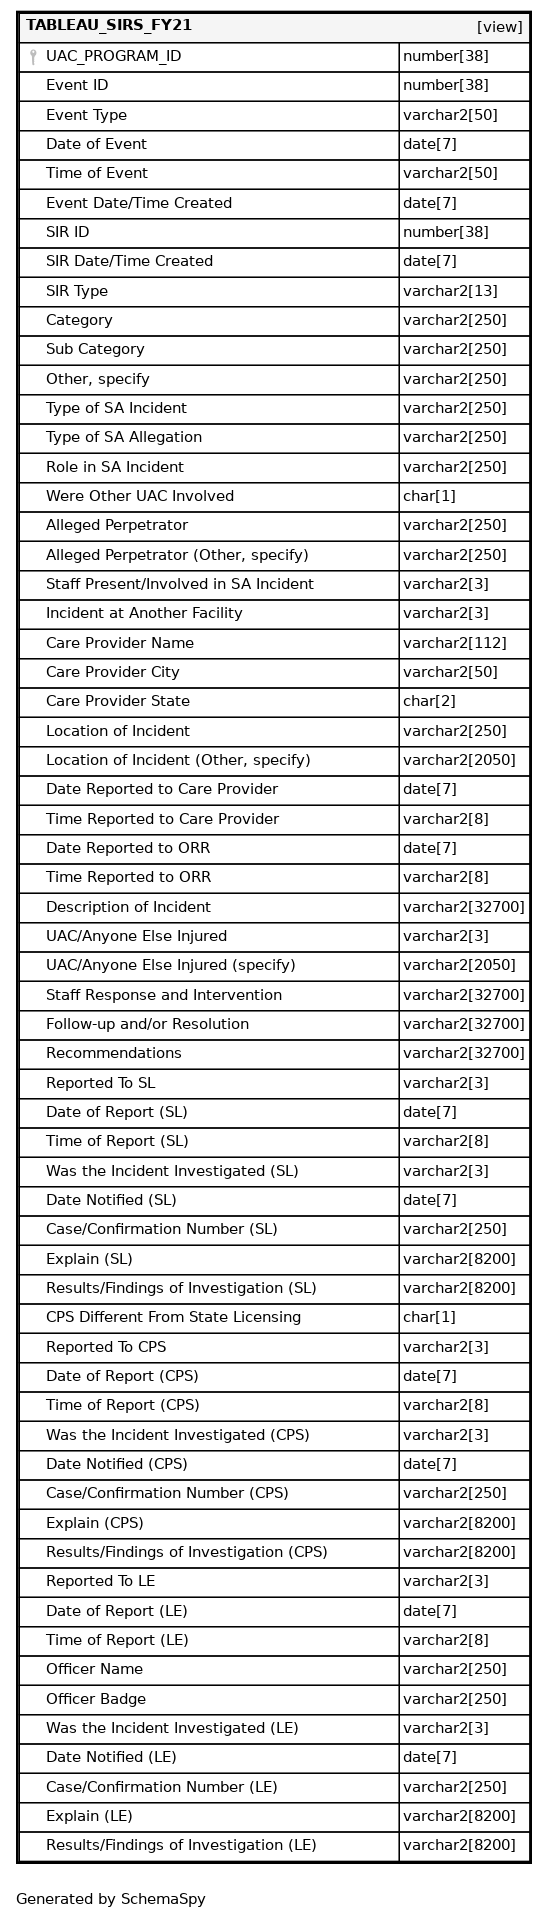 TABLEAU_SIRS_FY21 [view]
UAC_PROGRAM_ID number[38]
Event ID number[38]
Event Type varchar2[50]
Date of Event date[7]
Time of Event varchar2[50]
Event Date/Time Created date[7]
SIR ID number[38]
SIR Date/Time Created date[7]
SIR Type varchar2[13]
Category varchar2[250]
Sub Category varchar2[250]
Other, specify varchar2[250]
Type of SA Incident varchar2[250]
Type of SA Allegation varchar2[250]
Role in SA Incident varchar2[250]
Were Other UAC Involved char[1]
Alleged Perpetrator varchar2[250]
Alleged Perpetrator (Other, specify) varchar2[250]
Staff Present/Involved in SA Incident varchar2[3]
Incident at Another Facility varchar2[3]
Care Provider Name varchar2[112]
Care Provider City varchar2[50]
Care Provider State char[2]
Location of Incident varchar2[250]
Location of Incident (Other, specify) varchar2[2050]
Date Reported to Care Provider date[7]
Time Reported to Care Provider varchar2[8]
Date Reported to ORR date[7]
Time Reported to ORR varchar2[8]
Description of Incident varchar2[32700]
UAC/Anyone Else Injured varchar2[3]
UAC/Anyone Else Injured (specify) varchar2[2050]
Staff Response and Intervention varchar2[32700]
Follow-up and/or Resolution varchar2[32700]
Recommendations varchar2[32700]
Reported To SL varchar2[3]
Date of Report (SL) date[7]
Time of Report (SL) varchar2[8]
Was the Incident Investigated (SL) varchar2[3]
Date Notified (SL) date[7]
Case/Confirmation Number (SL) varchar2[250]
Explain (SL) varchar2[8200]
Results/Findings of Investigation (SL) varchar2[8200]
CPS Different From State Licensing char[1]
Reported To CPS varchar2[3]
Date of Report (CPS) date[7]
Time of Report (CPS) varchar2[8]
Was the Incident Investigated (CPS) varchar2[3]
Date Notified (CPS) date[7]
Case/Confirmation Number (CPS) varchar2[250]
Explain (CPS) varchar2[8200]
Results/Findings of Investigation (CPS) varchar2[8200]
Reported To LE varchar2[3]
Date of Report (LE) date[7]
Time of Report (LE) varchar2[8]
Officer Name varchar2[250]
Officer Badge varchar2[250]
Was the Incident Investigated (LE) varchar2[3]
Date Notified (LE) date[7]
Case/Confirmation Number (LE) varchar2[250]
Explain (LE) varchar2[8200]
Results/Findings of Investigation (LE) varchar2[8200]
Generated by SchemaSpy